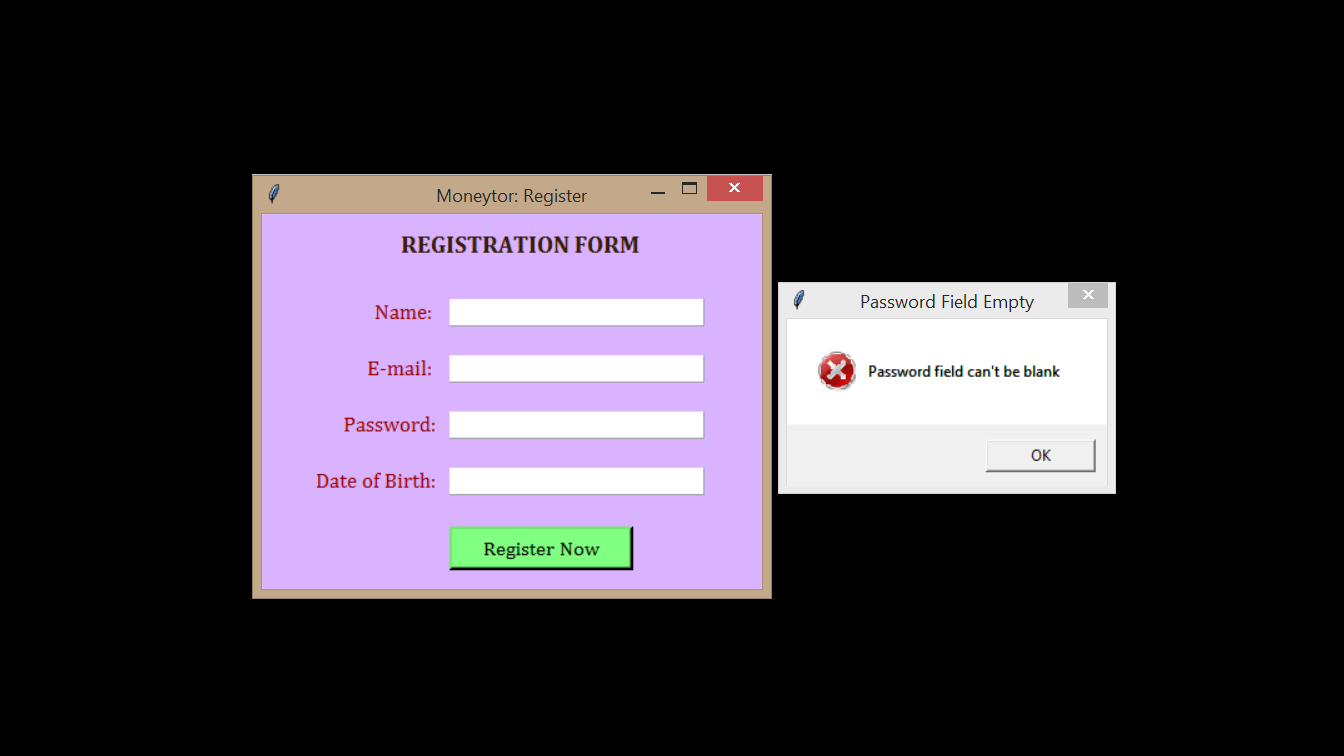 Moneytor: Register
REGISTRATION FORM
Name:
E-mail:
Password:
Date of Birth:
Register Now
Password Field Empty
Password field can't be blank
OK